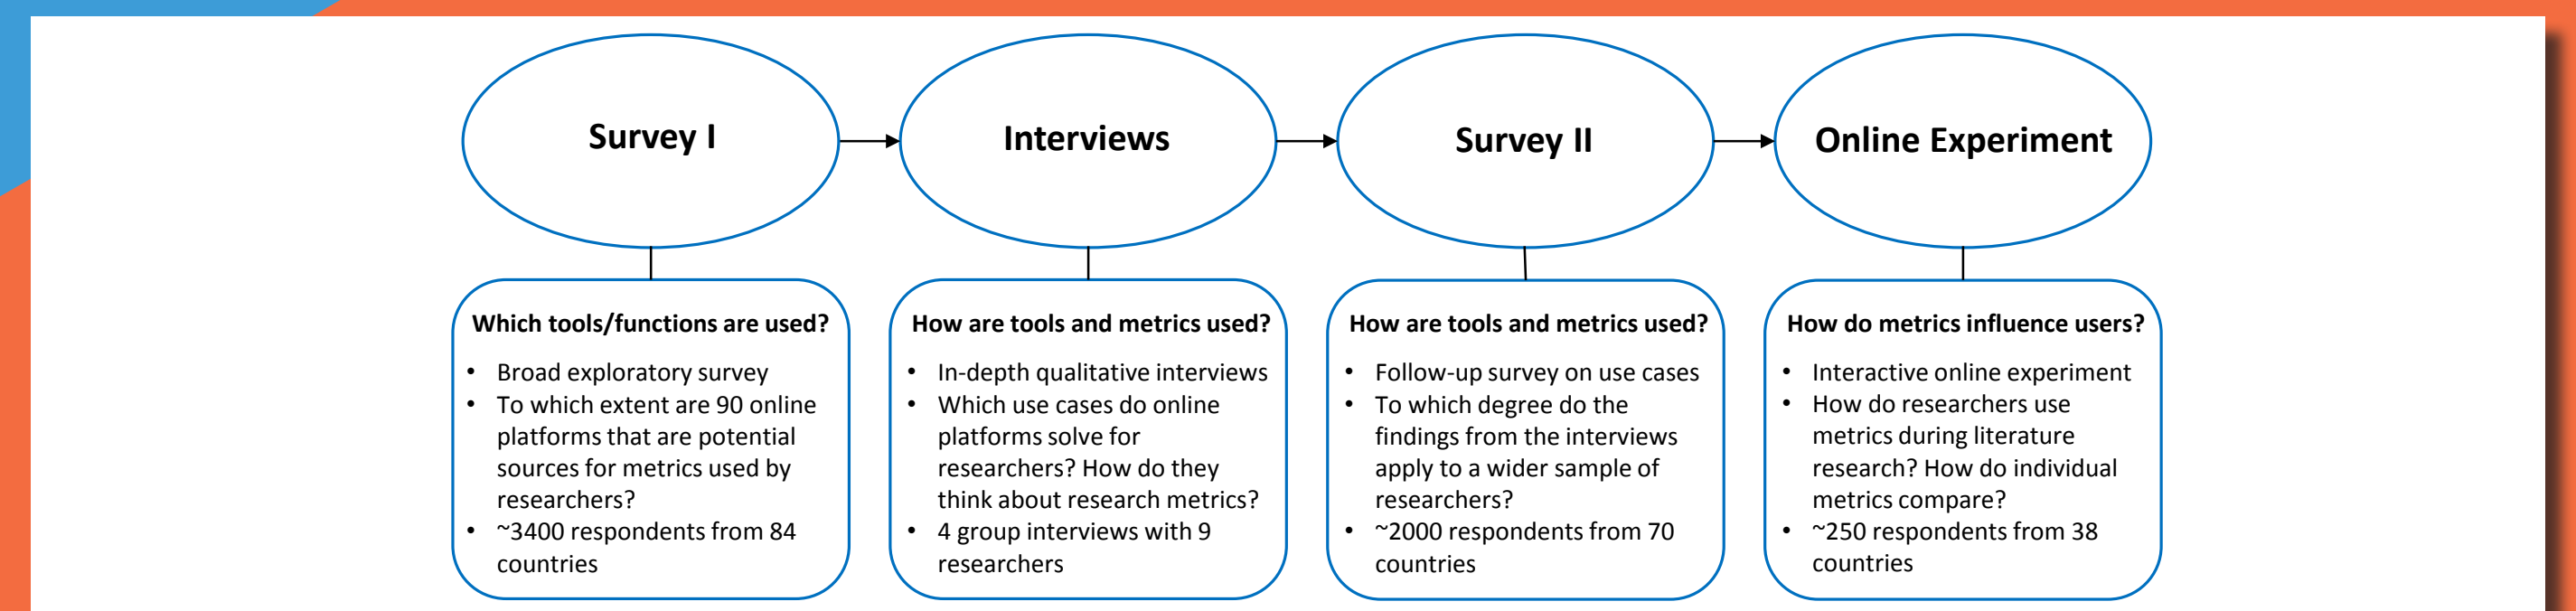 Survey I
Interviews
Survey II
Online Experiment
Which tools/functions are used?
• Broad exploratory survey
• To which extent are 90 online
platforms that are potential
sources for metrics used by
researchers?
• ~3400 respondents from 84
countries
How are tools and metrics used?
• In-depth qualitative interviews
• Which use cases do online
platforms solve for
researchers? How do they
think about research metrics?
• 4 group interviews with 9
researchers
How are tools and metrics used?
• Follow-up survey on use cases
• To which degree do the
findings from the interviews
apply to a wider sample of
researchers?
• ~2000 respondents from 70
countries
How do metrics influence users?
• Interactive online experiment
• How do researchers use
metrics during literature
research? How do individual
metrics compare?
• ~250 respondents from 38
countries